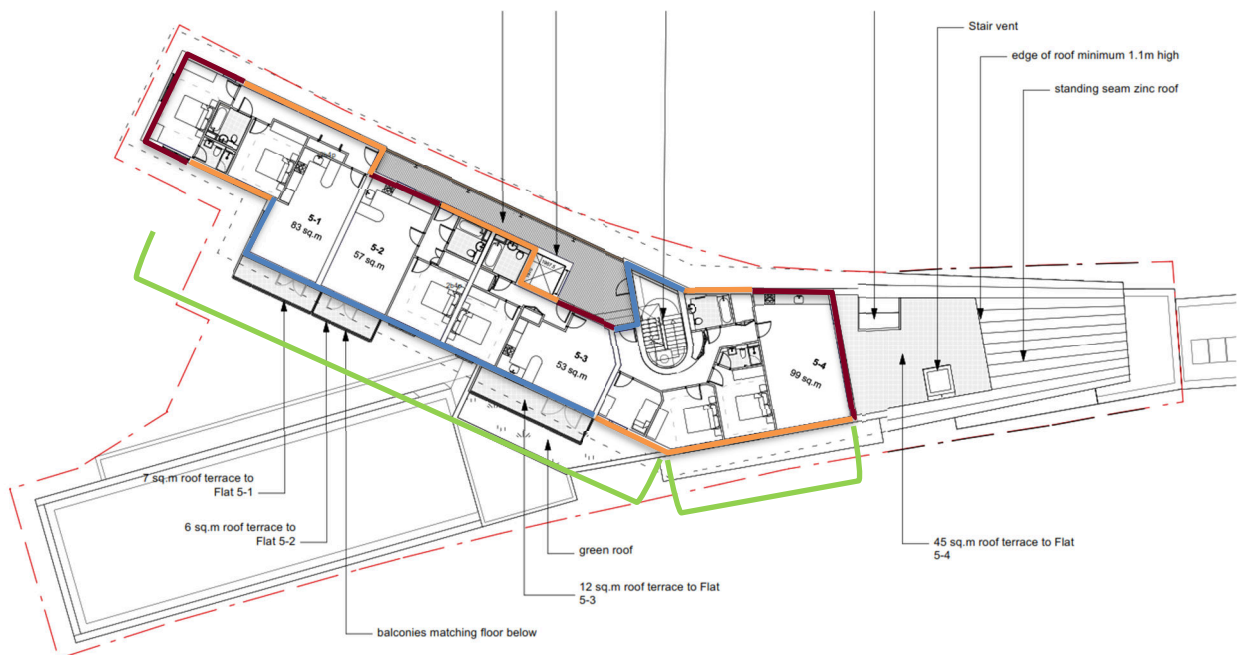 Stair vent
edge of roof minimum 1.1m high
standing seam zinc roof
5-1
83 sq.m
5-2
57 sq.m
5-3
53 sq.m
5-4
99 sq.m
7 sq.m roof terrace to
Flat 5-1
6 sq.m roof terrace to
Flat 5-2
green roof
12 sq.m roof terrace to Flat
5-3
45 sq.m roof terrace to Flat
5-4
balconies matching floor below